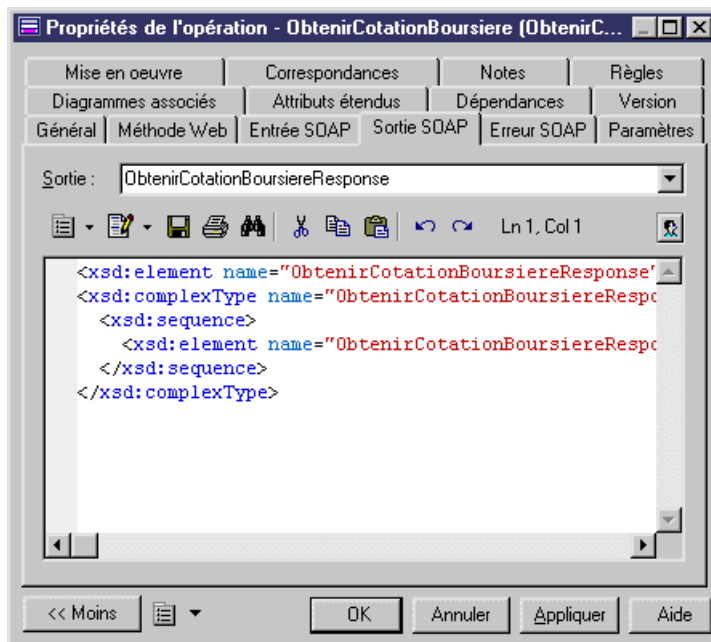 Propriétés de l'opération - ObtenirCotationBoursiere (ObtenirC...
Mise en oeuvre Correspondances Notes Règles
Diagrammes associés Attributs étendus Dépendances Version
Général Méthode Web Entrée SOAP Sortie SOAP Erreur SOAP Paramètres
Sortie : ObtenirCotationBoursiereResponse
Ln 1, Col 1
<xsd:element name="ObtenirCotationBoursiereResponse"
<xsd:complexType name="ObtenirCotationBoursiereRespo
<xsd:sequence>
<xsd:element name="ObtenirCotationBoursiereRespo
</xsd:sequence>
</xsd:complexType>
<< Moins OK Annuler Appliquer Aide